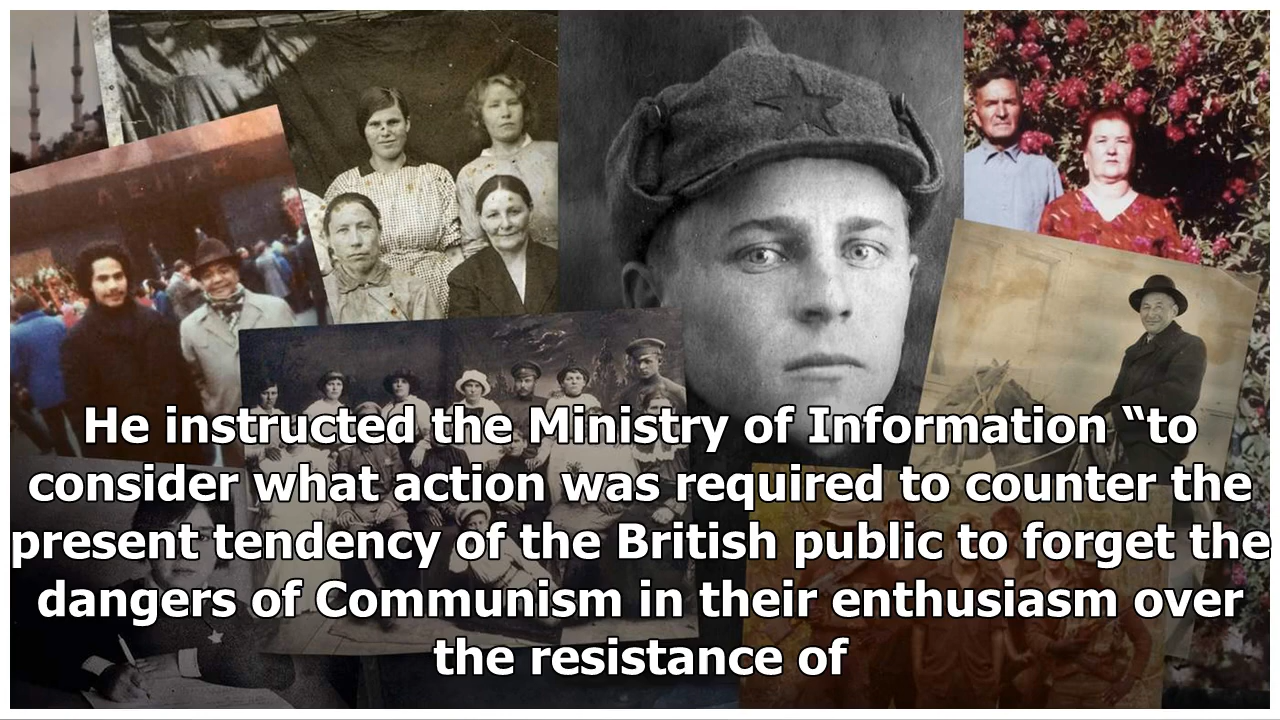 ЛЕНИН
He instructed the Ministry of Information “to
consider what action was required to counter the
present tendency of the British public to forget the
dangers of Communism in their enthusiasm over
the resistance of